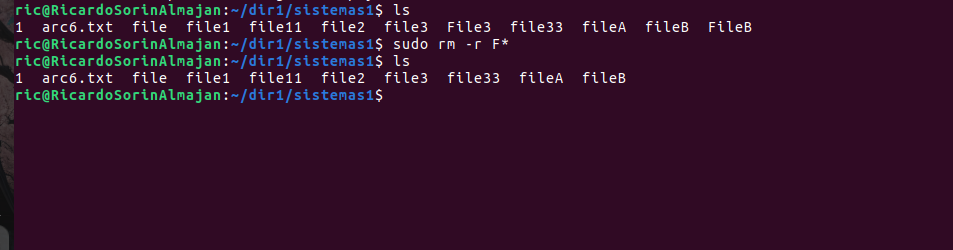 ric@RicardoSorinAlmajan:~/dir1/sistemas1$ ls
1  arc6.txt  file  file1  file11  file2  file3  File3  file33  fileA  fileB  FileB
ric@RicardoSorinAlmajan:~/dir1/sistemas1$ sudo rm -r F*
ric@RicardoSorinAlmajan:~/dir1/sistemas1$ ls
1  arc6.txt  file  file1  file11  file2  file3  file33  fileA  fileB
ric@RicardoSorinAlmajan:~/dir1/sistemas1$